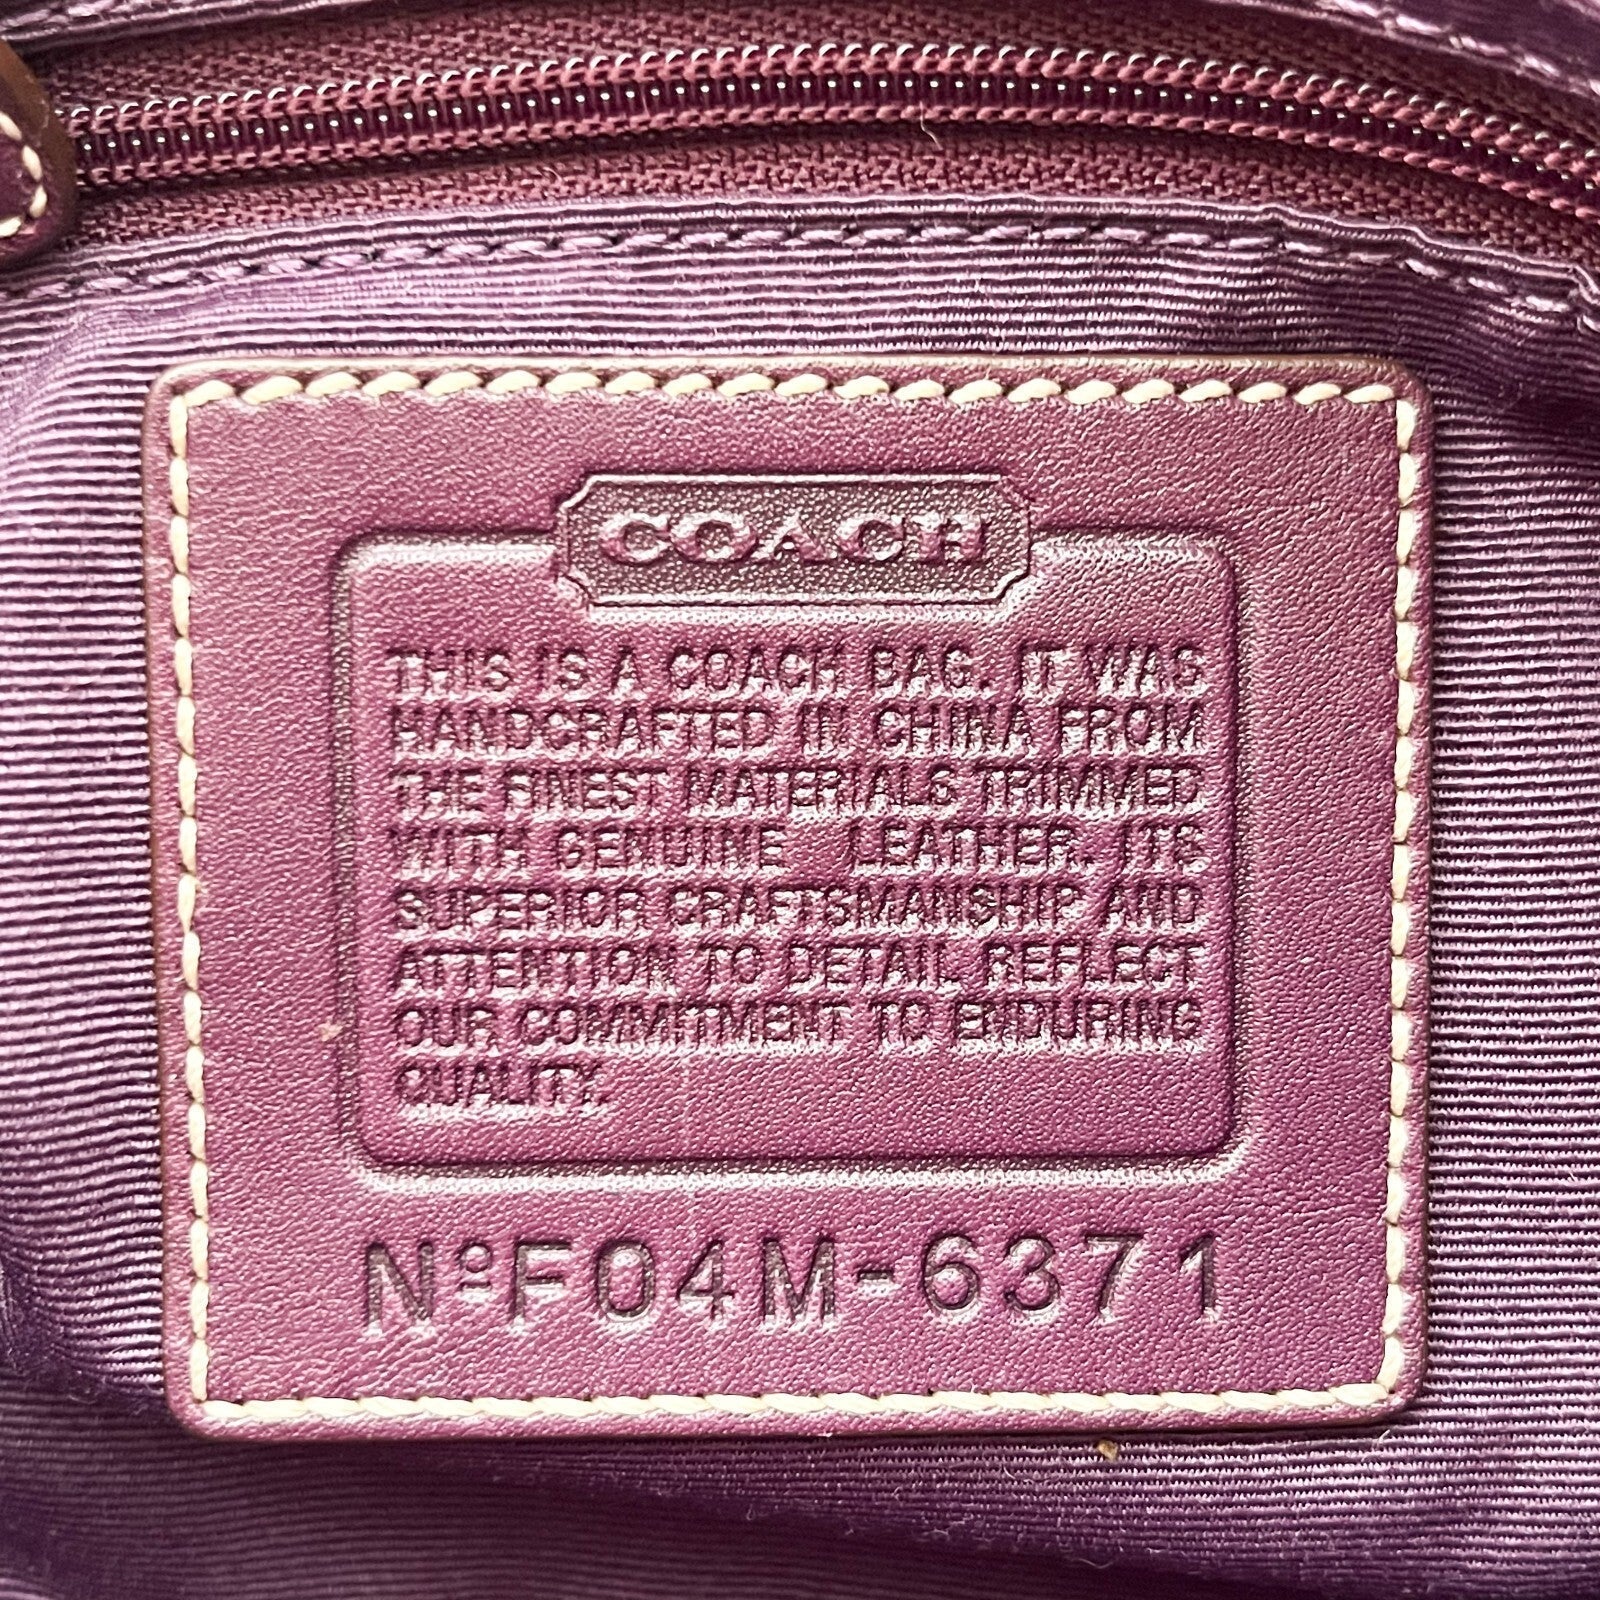 COACH
THIS IS A COACH BAG. IT WAS
HANDCRAFTED IN CHINA FROM
THE FINEST MATERIALS TRIMMED
WITH GENUINE LEATHER. ITS
SUPERIOR CRAFTSMANSHIP AND
ATTENTION TO DETAIL REFLECT
OUR COMMITMENT TO ENDURING
QUALITY.
Nº F04M-6371